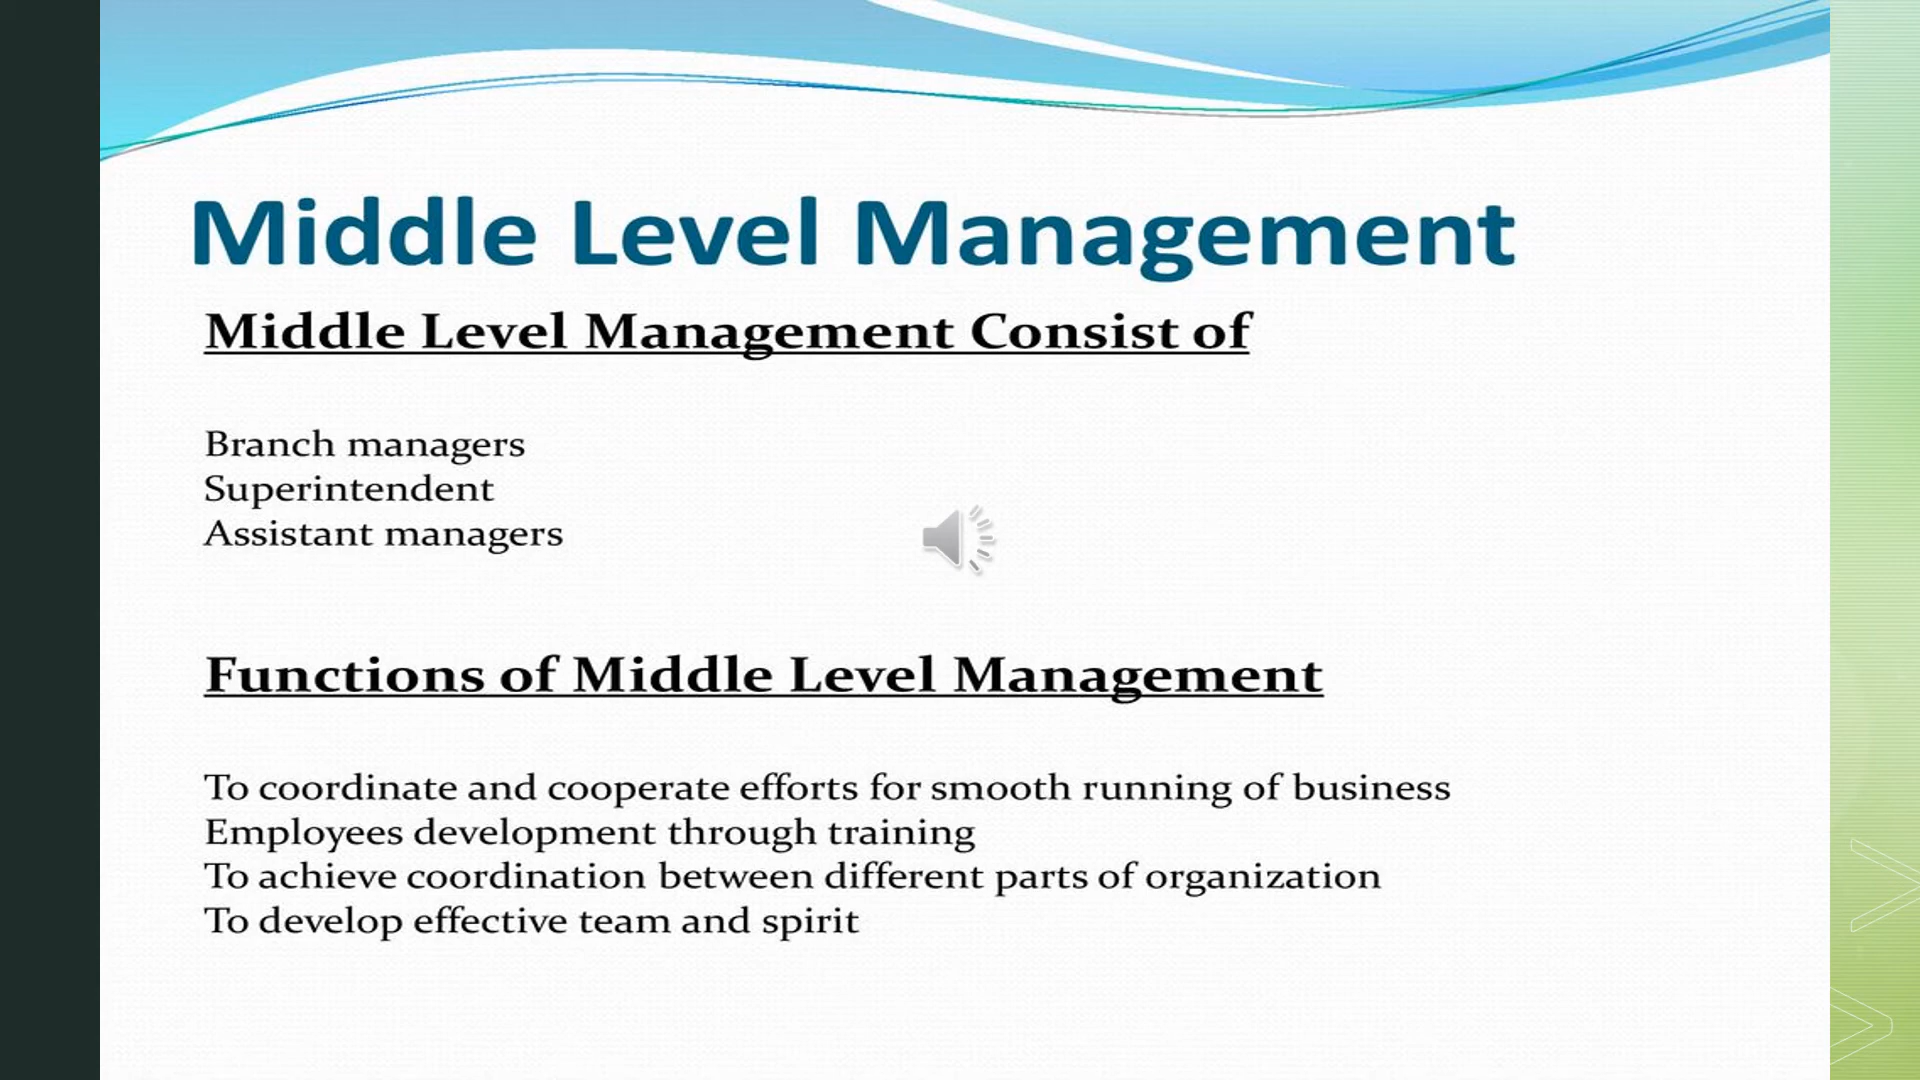 Middle Level Management
Middle Level Management Consist of
Branch managers
Superintendent
Assistant managers
Functions of Middle Level Management
To coordinate and cooperate efforts for smooth running of business
Employees development through training
To achieve coordination between different parts of organization
To develop effective team and spirit